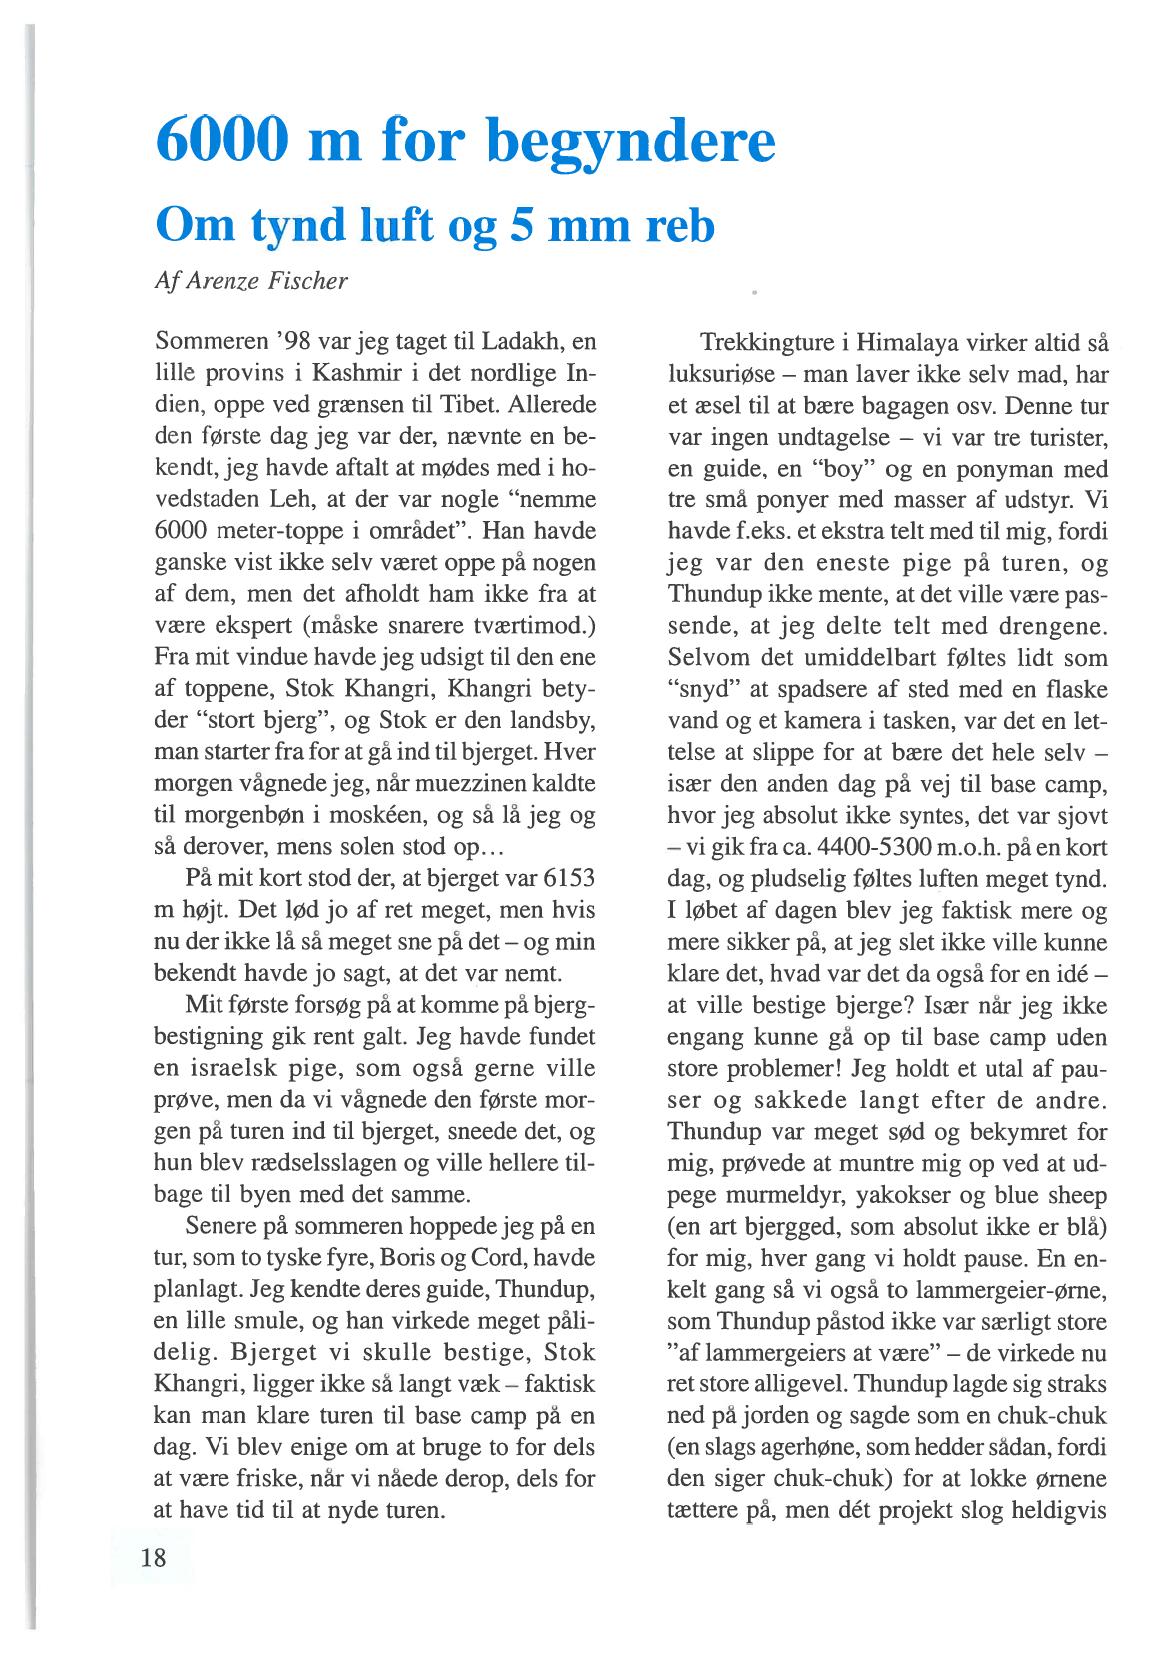 6000 m for begyndere
Om tynd luft og 5 mm reb
Af Arenze Fischer
Sommeren ’98 var jeg taget til Ladakh, en
lille provins i Kashmir i det nordlige In-
dien, oppe ved grænsen til Tibet. Allerede
den første dag jeg var der, nævnte en be-
kendt, jeg havde aftalt at mødes med i ho-
vedstaden Leh, at der var nogle “nemme
6000 meter-toppe i området”. Han havde
ganske vist ikke selv været oppe på nogen
af dem, men det afholdt ham ikke fra at
være ekspert (måske snarere tværtimod.)
Fra mit vindue havde jeg udsigt til den ene
af toppene, Stok Khangri, Khangri bety-
der “stort bjerg”, og Stok er den landsby,
man starter fra for at gå ind til bjerget. Hver
morgen vågnede jeg, når muezzinen kaldte
til morgenbøn i moskéen, og så lå jeg og
så derover, mens solen stod op…
På mit kort stod der, at bjerget var 6153
m højt. Det lød jo af ret meget, men hvis
nu der ikke lå så meget sne på det – og min
bekendt havde jo sagt, at det var nemt.
Mit første forsøg på at komme på bjerg-
bestigning gik rent galt. Jeg havde fundet
en israelsk pige, som også gerne ville
prøve, men da vi vågnede den første mor-
gen på turen ind til bjerget, sneede det, og
hun blev rædselsslagen og ville hellere til-
bage til byen med det samme.
Senere på sommeren hoppede jeg på en
tur, som to tyske fyre, Boris og Cord, havde
planlagt. Jeg kendte deres guide, Thundup,
en lille smule, og han virkede meget påli-
delig. Bjerget vi skulle bestige, Stok
Khangri, ligger ikke så langt væk – faktisk
kan man klare turen til base camp på en
dag. Vi blev enige om at bruge to for dels
at være friske, når vi nåede derop, dels for
at have tid til at nyde turen.
Trekkingture i Himalaya virker altid så
luksuriøse – man laver ikke selv mad, har
et æsel til at bære bagagen osv. Denne tur
var ingen undtagelse – vi var tre turister,
en guide, en “boy” og en ponyman med
tre små ponyer med masser af udstyr. Vi
havde f.eks. et ekstra telt med til mig, fordi
jeg var den eneste pige på turen, og
Thundup ikke mente, at det ville være pas-
sende, at jeg delte telt med drengene.
Selvom det umiddelbart føltes lidt som
“snyd” at spadsere af sted med en flaske
vand og et kamera i tasken, var det en let-
telse at slippe for at bære det hele selv –
især den anden dag på vej til base camp,
hvor jeg absolut ikke syntes, det var sjovt
– vi gik fra ca. 4400-5300 m.o.h. på en kort
dag, og pludselig føltes luften meget tynd.
I løbet af dagen blev jeg faktisk mere og
mere sikker på, at jeg slet ikke ville kunne
klare det, hvad var det da også for en idé –
at ville bestige bjerge? Især når jeg ikke
engang kunne gå op til base camp uden
store problemer! Jeg holdt et utal af pau-
ser og sakkede langt efter de andre.
Thundup var meget sød og bekymret for
mig, prøvede at muntre mig op ved at ud-
pege murmeldyr, yakokser og blue sheep
(en art bjergged, som absolut ikke er blå)
for mig, hver gang vi holdt pause. En en-
kelt gang så vi også to lammergeier-ørne,
som Thundup påstod ikke var særligt store
”af lammergeiers at være” – de virkede nu
ret store alligevel. Thundup lagde sig straks
ned på jorden og sagde som en chuk-chuk
(en slags agerhøne, som hedder sådan, fordi
den siger chuk-chuk) for at lokke ørnene
tættere på, men dét projekt slog heldigvis
18